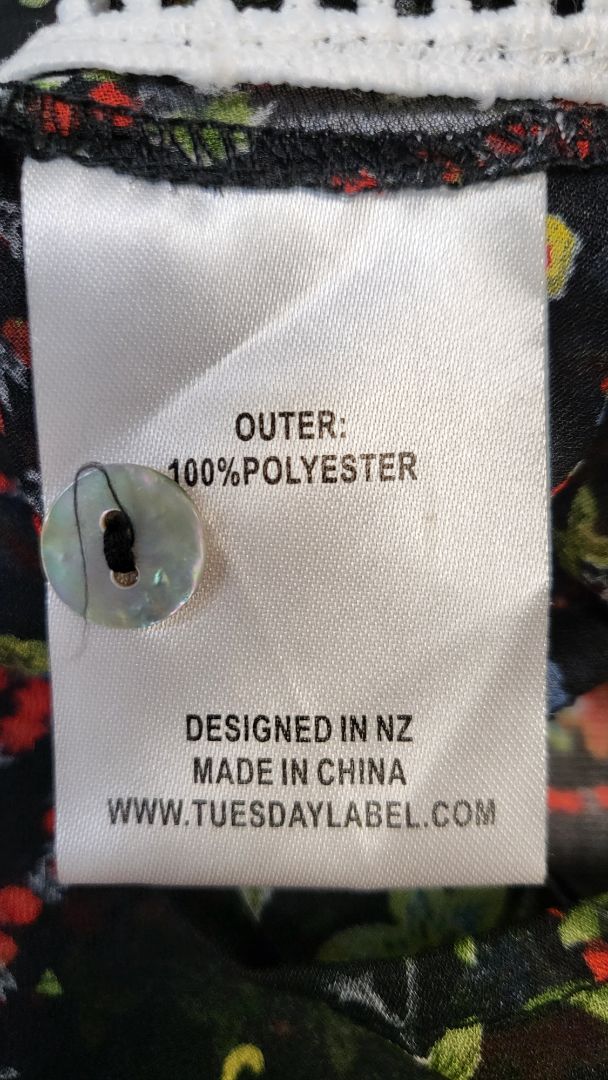 OUTER:
100%POLYESTER
DESIGNED IN NZ
MADE IN CHINA
WWW.TUESDAYLABEL.COM